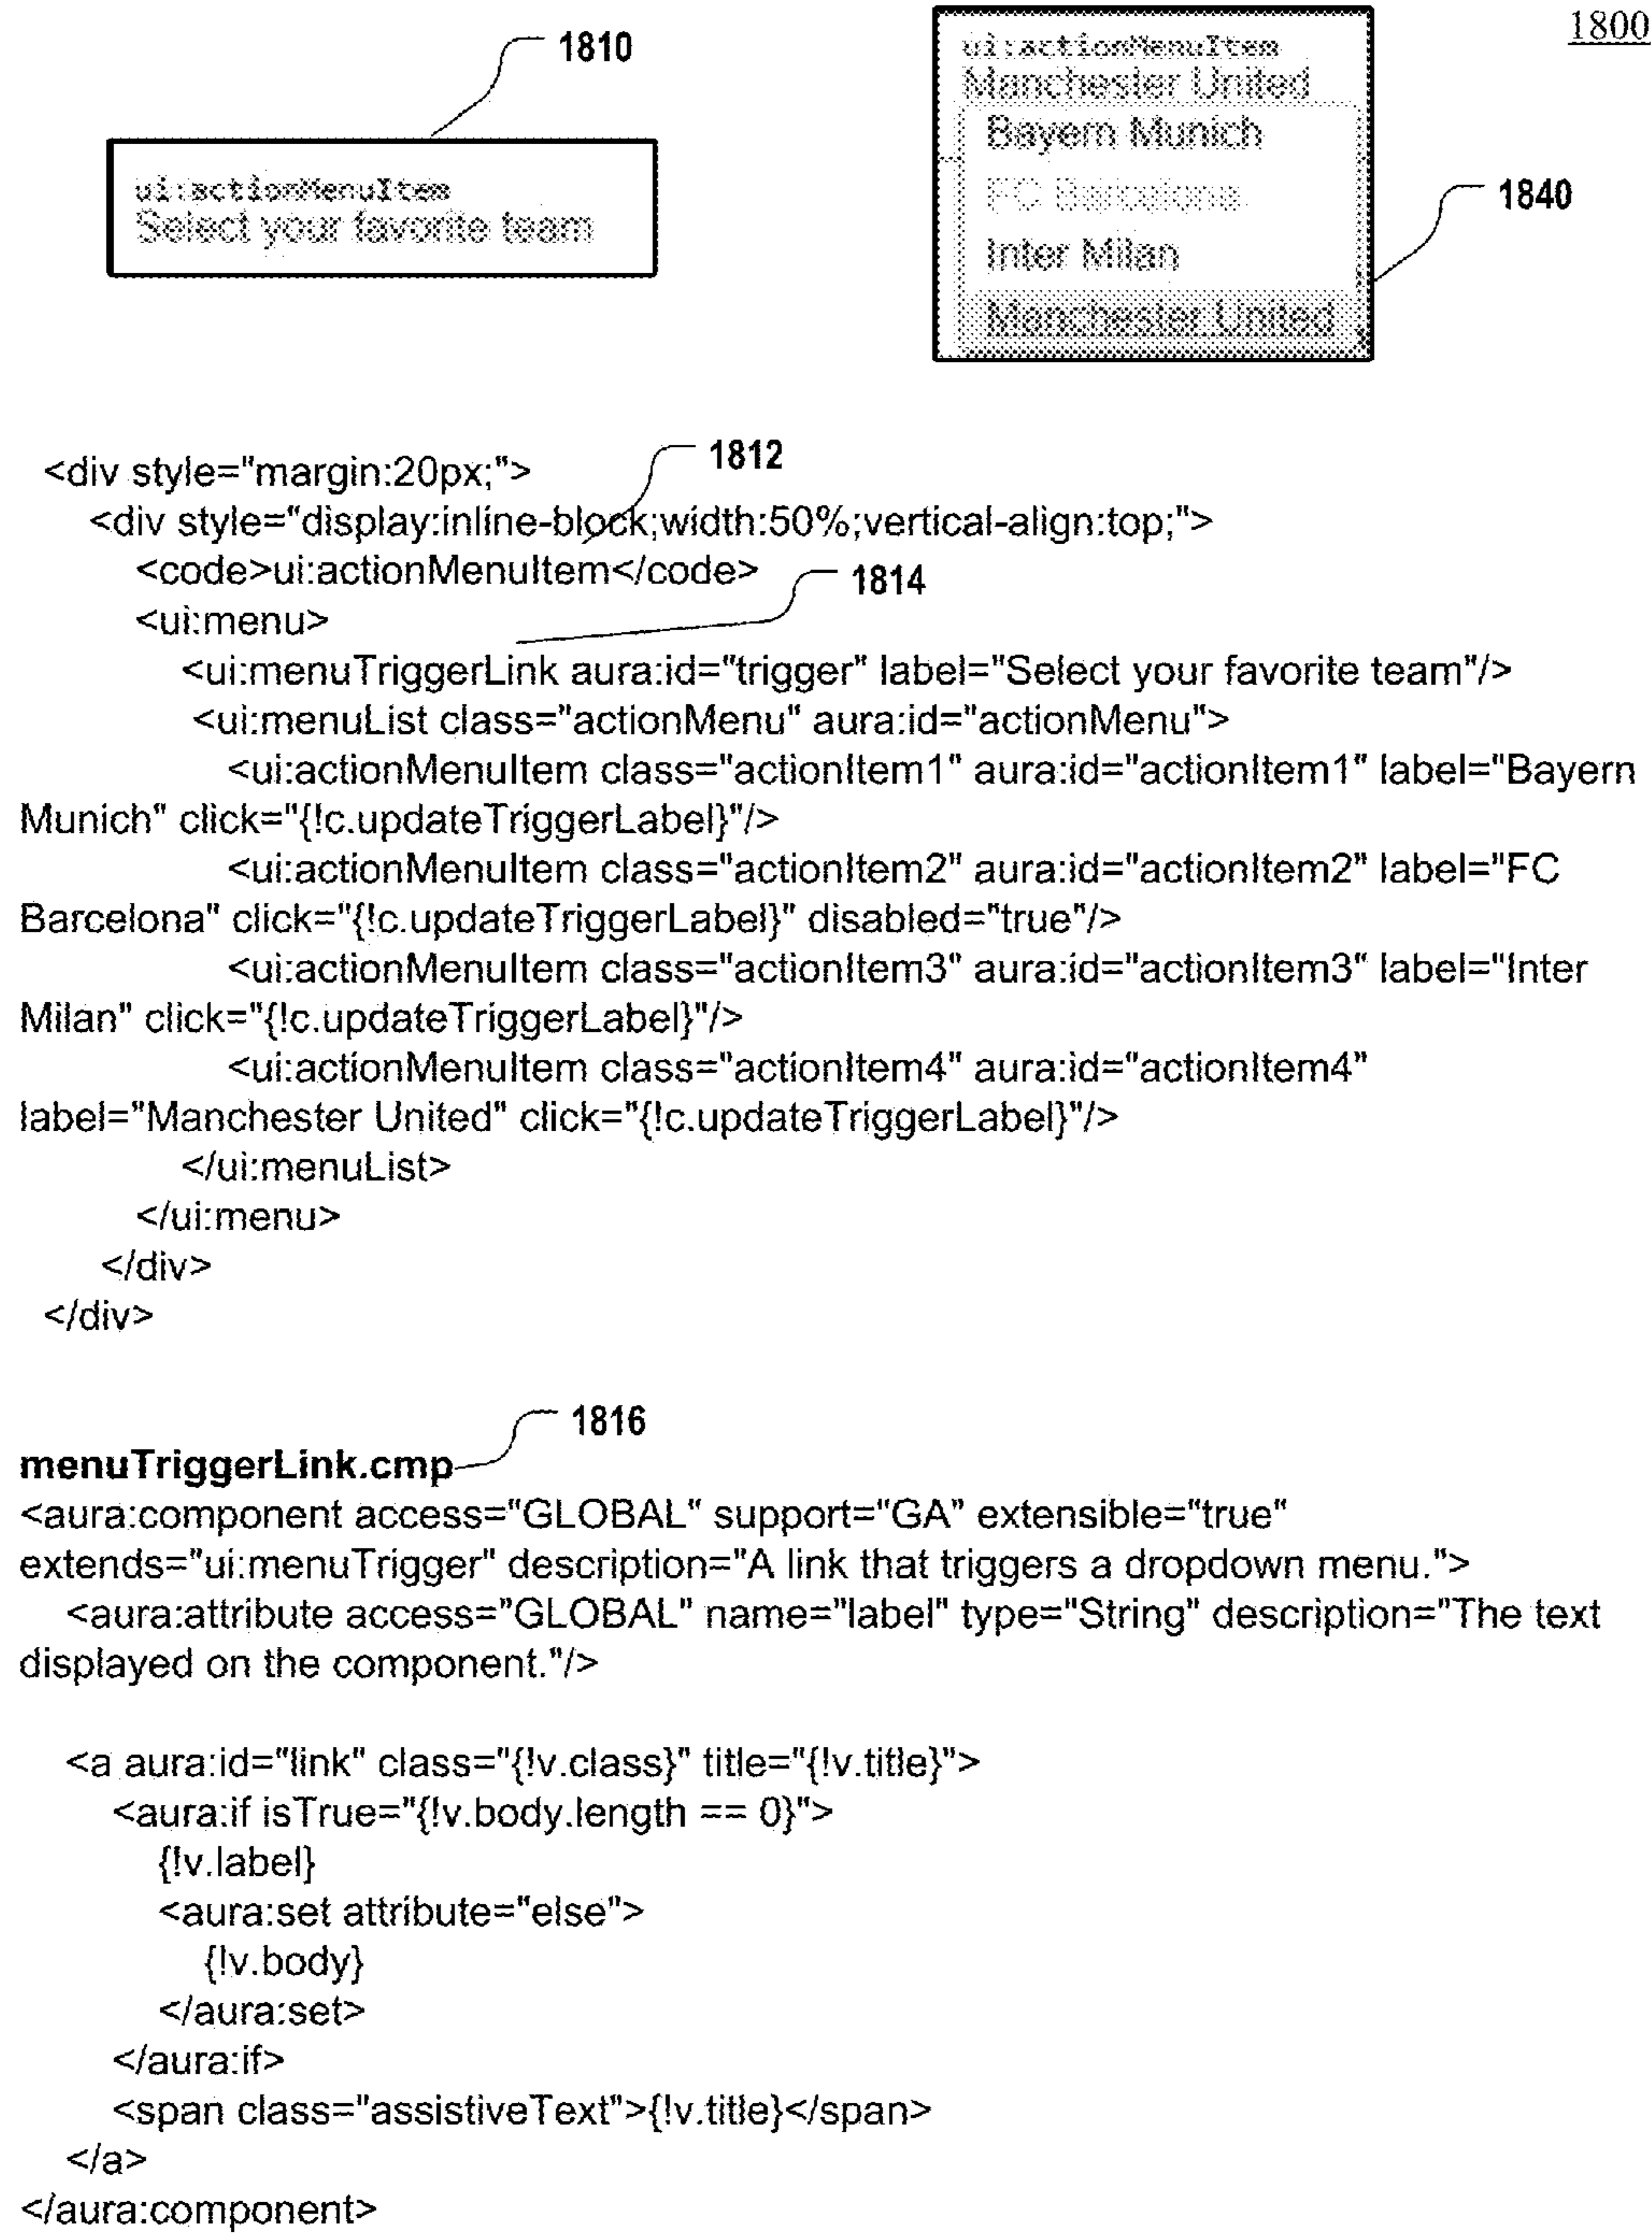 1800
1810
ui:actionMenuItem
Select your favorite team
ui:actionMenuItem
Manchester United
Bayern Munich
FC Barcelona
Inter Milan
Manchester United
1840
1812
<div style="margin:20px;">
<div style="display:inline-block;width:50%;vertical-align:top;">
<code>ui:actionMenuItem</code>
1814
<ui:menu>
<ui:menuTriggerLink aura:id="trigger" label="Select your favorite team"/>
<ui:menuList class="actionMenu" aura:id="actionMenu">
<ui:actionMenuItem class="actionItem1" aura:id="actionItem1" label="Bayern
Munich" click="{!c.updateTriggerLabel}"/>
<ui:actionMenuItem class="actionItem2" aura:id="actionItem2" label="FC
Barcelona" click="{!c.updateTriggerLabel}" disabled="true"/>
<ui:actionMenuItem class="actionItem3" aura:id="actionItem3" label="Inter
Milan" click="{!c.updateTriggerLabel}"/>
<ui:actionMenuItem class="actionItem4" aura:id="actionItem4"
label="Manchester United" click="{!c.updateTriggerLabel}"/>
</ui:menuList>
</ui:menu>
</div>
</div>
1816
menuTriggerLink.cmp
<aura:component access="GLOBAL" support="GA" extensible="true"
extends="ui:menuTrigger" description="A link that triggers a dropdown menu.">
<aura:attribute access="GLOBAL" name="label" type="String" description="The text
displayed on the component."/>
<a aura:id="link" class="{!v.class}" title="{!v.title}">
<aura:if isTrue="{!v.body.length == 0}">
{!v.label}
<aura:set attribute="else">
{!v.body}
</aura:set>
</aura:if>
<span class="assistiveText">{!v.title}</span>
</a>
</aura:component>